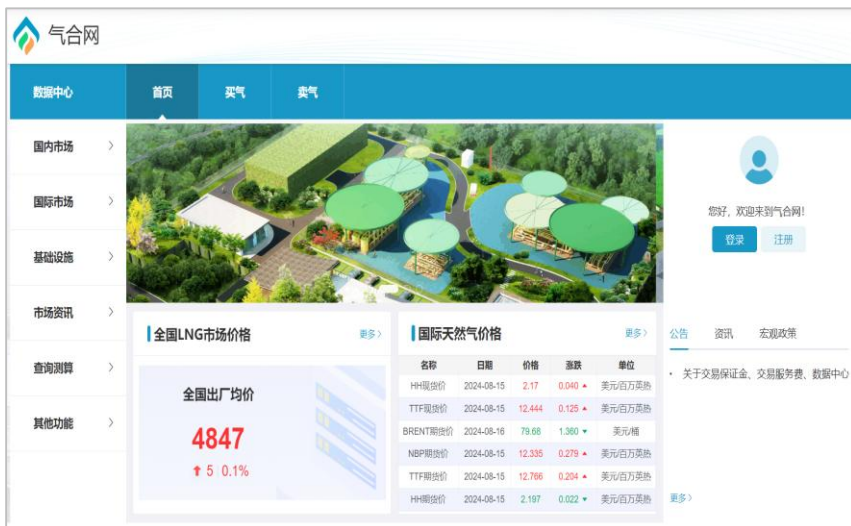 气合网
数据中心 首页 买气 卖气
国内市场
国际市场
基础设施
市场资讯
查询测算
其他功能
您好，欢迎来到气合网!
登录 注册
全国LNG市场价格 更多
全国出厂均价
4847
5 0.1%
国际天然气价格 更多
名称 日期 价格 涨跌 单位
HH现货价 2024-08-15 2.17 0.040 美元/百万英热
TTF现货价 2024-08-15 12.444 0.125 美元/百万英热
BRENT期货价 2024-08-16 79.68 1.360 美元/桶
NBP期货价 2024-08-15 12.335 0.279 美元/百万英热
TTF期货价 2024-08-15 12.766 0.204 美元/百万英热
HH期货价 2024-08-15 2.197 0.022 美元/百万英热
公告 资讯 宏观政策
• 关于交易保证金、交易服务费、数据中心
更多